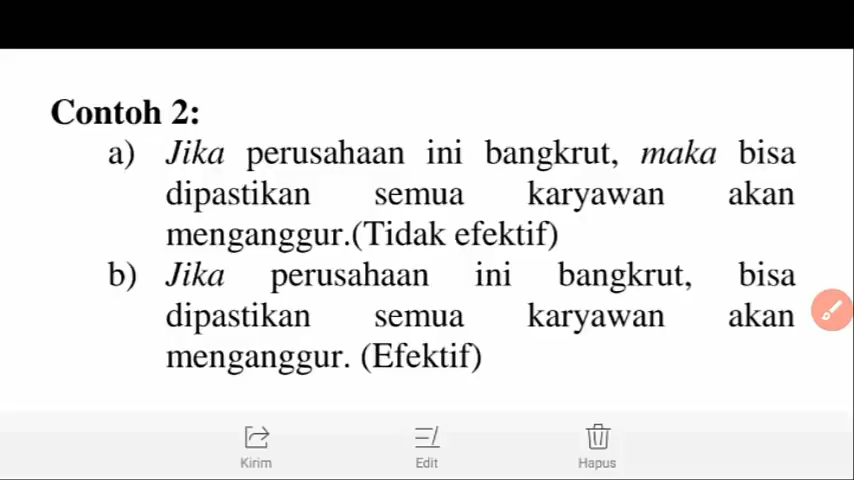 Contoh 2:
a) Jika perusahaan ini bangkrut, maka bisa
dipastikan semua karyawan akan
menganggur.(Tidak efektif)
b) Jika perusahaan ini bangkrut, bisa
dipastikan semua karyawan akan
menganggur. (Efektif)
Kirim Edit Hapus